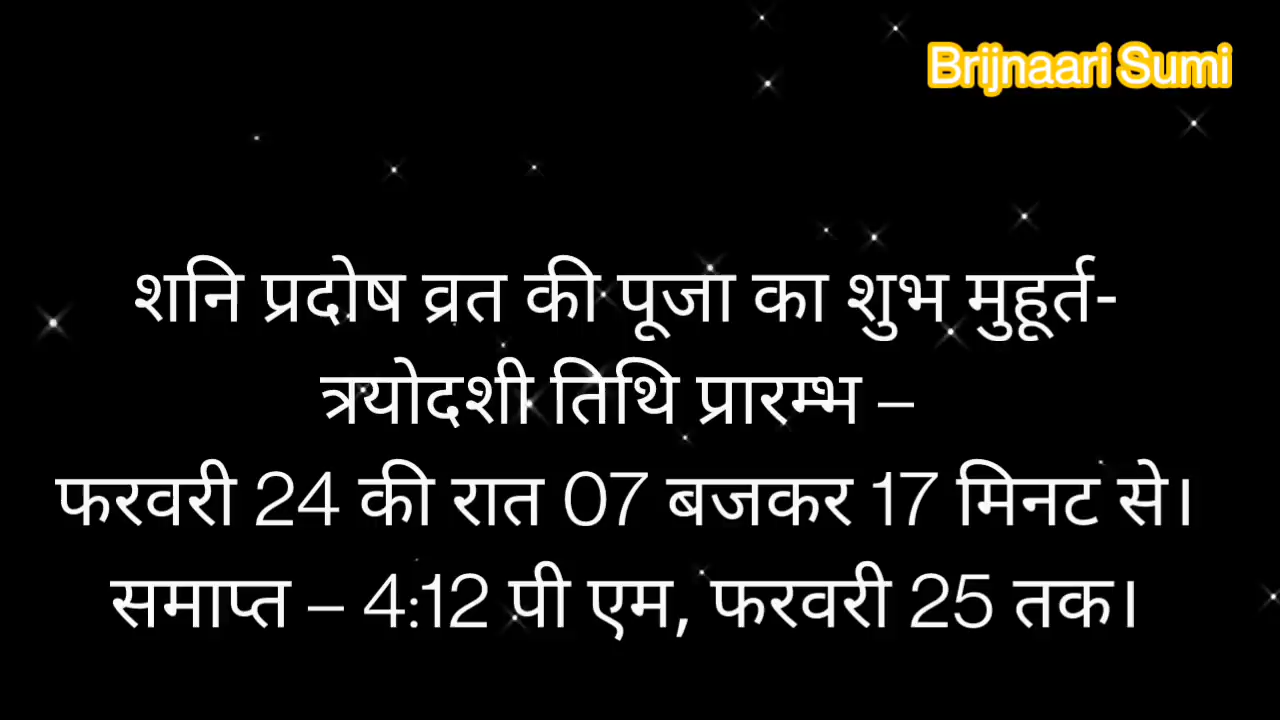 Brijnaari Sumi
शनि प्रदोष व्रत की पूजा का शुभ मुहूर्त-
त्रयोदशी तिथि प्रारम्भ –
फरवरी 24 की रात 07 बजकर 17 मिनट से।
समाप्त – 4:12 पी एम, फरवरी 25 तक।